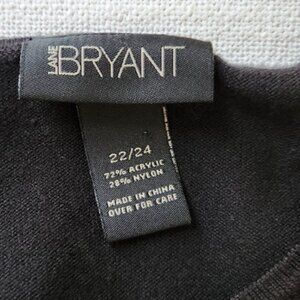 LANE BRYANT
22/24
72% ACRYLIC
28% NYLON
MADE IN CHINA
OVER FOR CARE